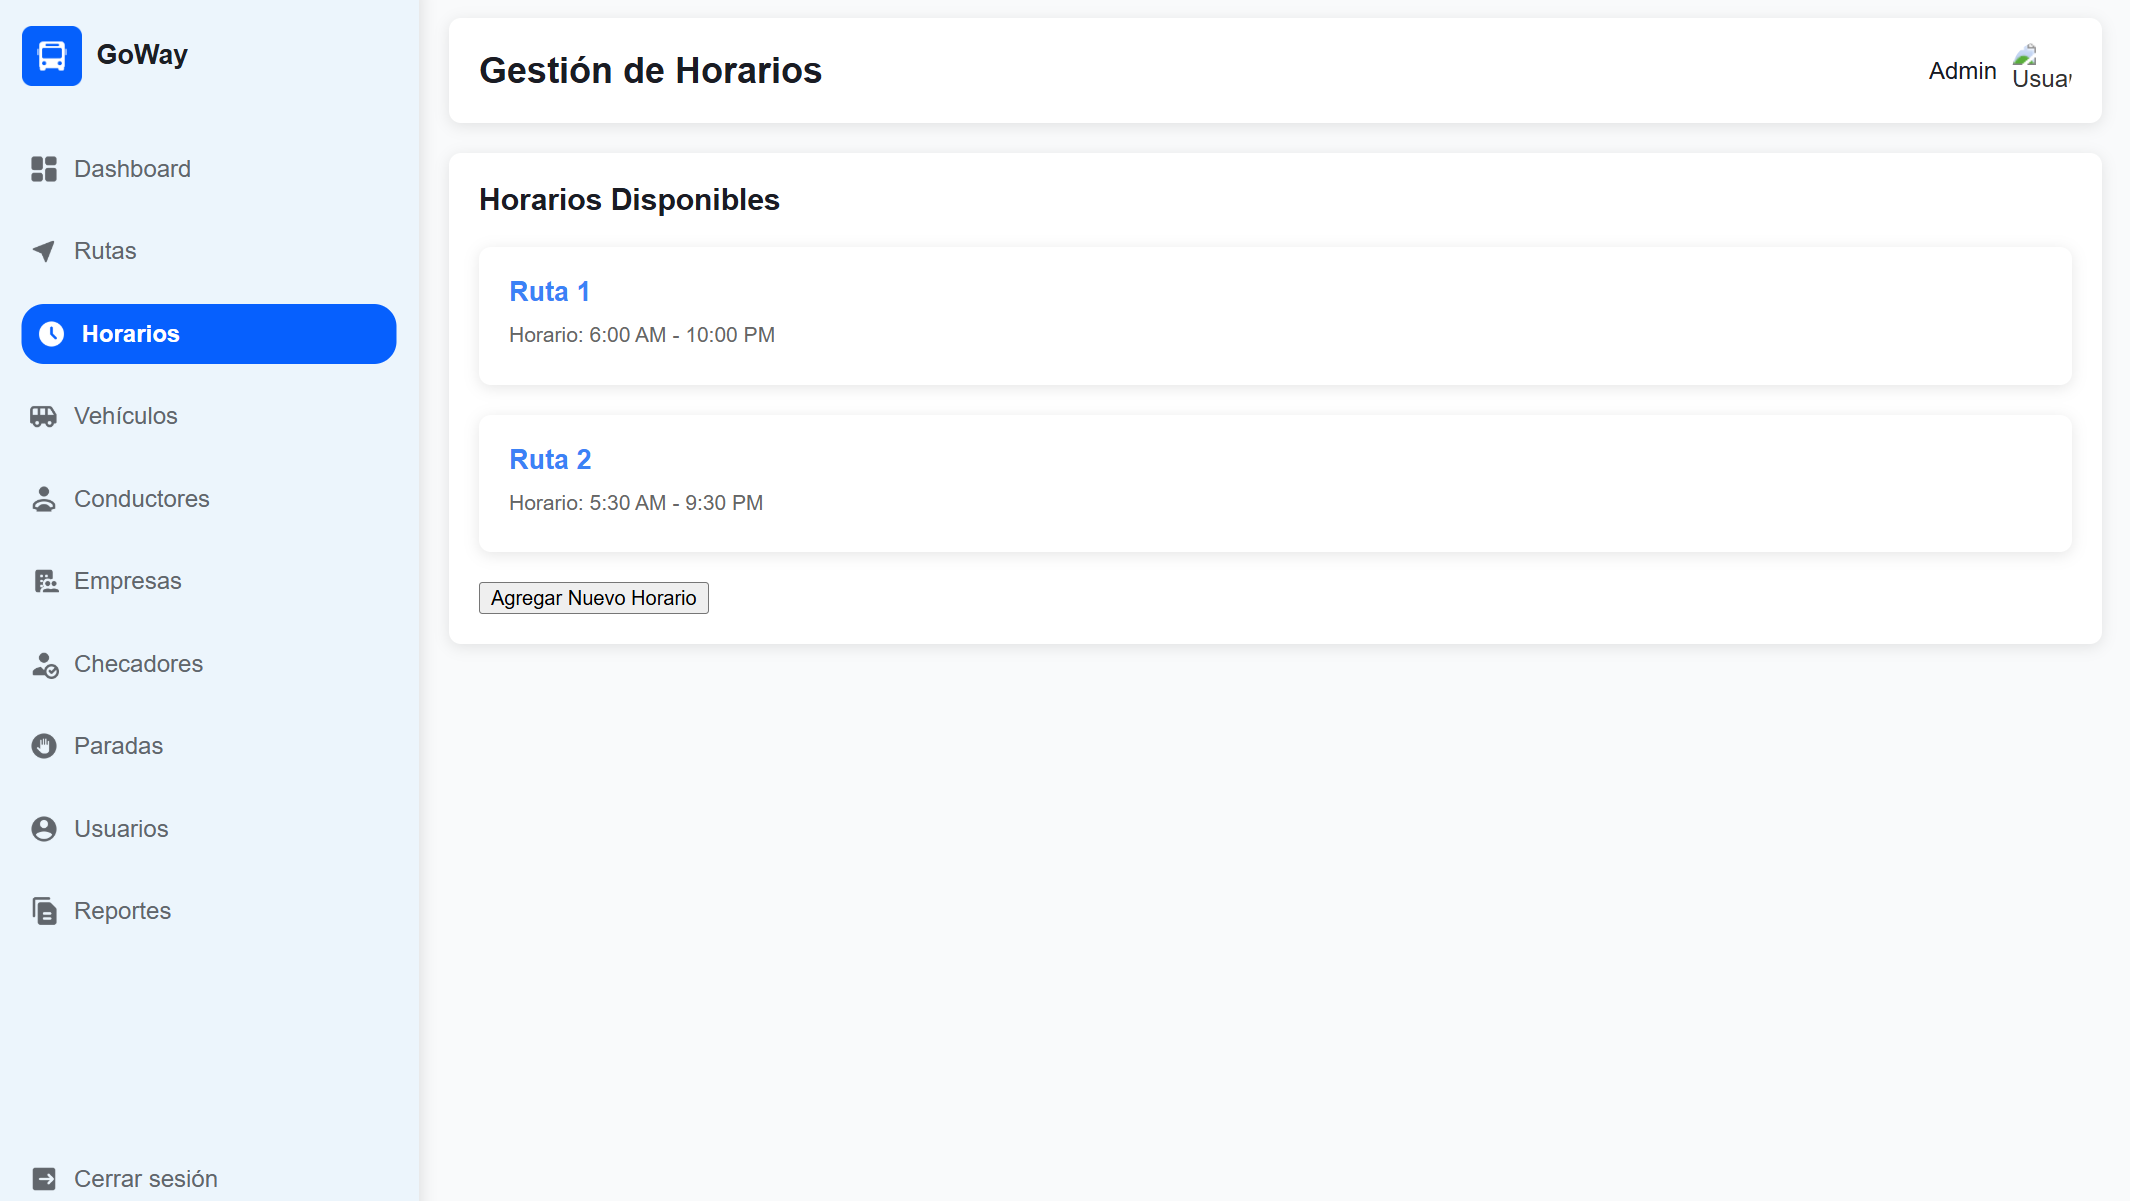 GoWay
Dashboard
Rutas
Horarios
Vehículos
Conductores
Empresas
Checadores
Paradas
Usuarios
Reportes
Cerrar sesión
Gestión de Horarios
Admin
Usuar
Horarios Disponibles
Ruta 1
Horario: 6:00 AM - 10:00 PM
Ruta 2
Horario: 5:30 AM - 9:30 PM
Agregar Nuevo Horario